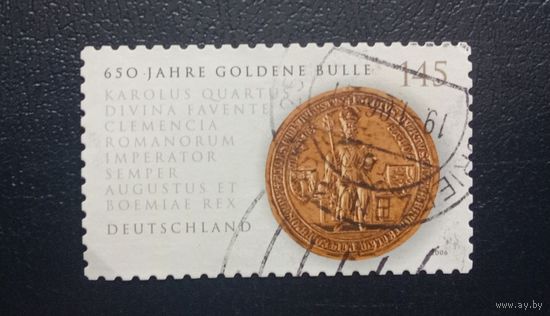 650 JAHRE GOLDENE BULLE 145
KAROLUS QUARTUS
DIVINA FAVENTE
CLEMENCIA
ROMANORUM
IMPERATOR
SEMPER
AUGUSTUS ET
BOEMIAE REX
DEUTSCHLAND
2006
www.ay.by